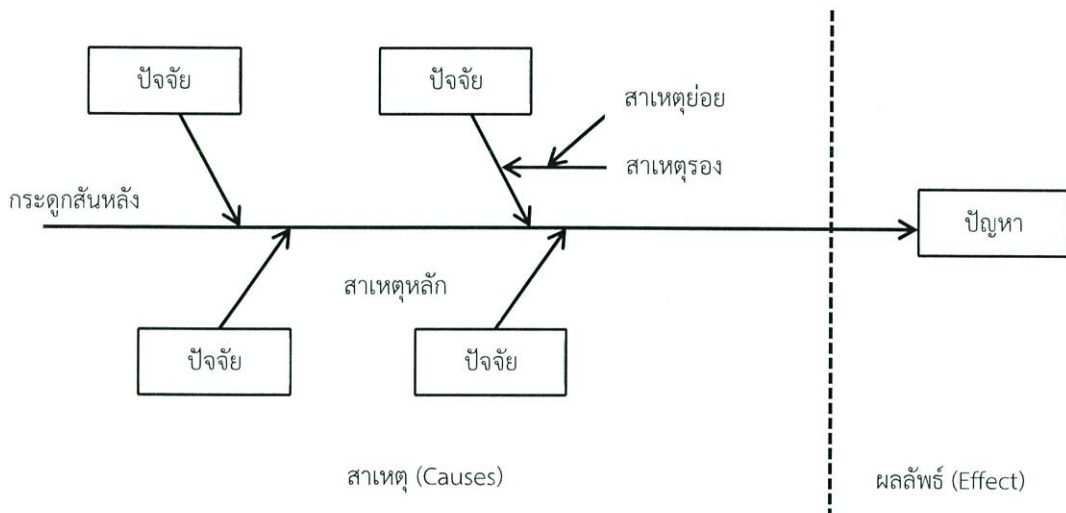 ปัจจัย
ปัจจัย
สาเหตุย่อย
สาเหตุรอง
กระดูกสันหลัง
ปัญหา
สาเหตุหลัก
ปัจจัย
ปัจจัย
สาเหตุ (Causes)
ผลลัพธ์ (Effect)